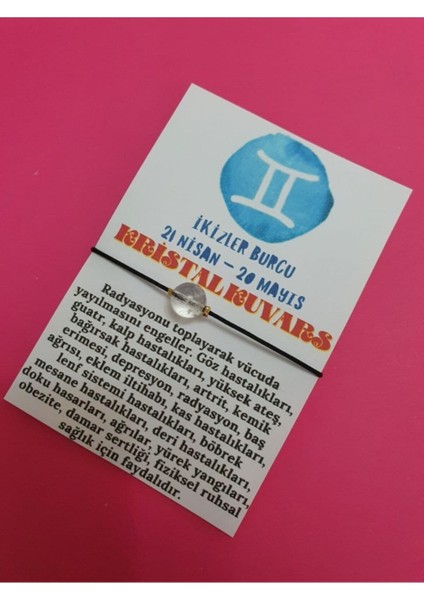 İKİZLER BURCU
21 NİSAN – 20 MAYIS
KRİSTAL KUVARS
Radyasyonu toplayarak vücuda
yayılmasını engeller. Göz hastalıkları,
guatr, kalp hastalıkları, yüksek ateş,
bağırsak hastalıkları, artrit, kemik
erimesi, depresyon, radyasyon, baş
ağrısı, eklem iltihabı, kas hastalıkları,
lenf sistemi hastalıkları, böbrek
mesane hastalıkları, deri hastalıkları,
doku hasarları, ağrılar, yürek yangıları,
obezite, damar sertliği, fiziksel ruhsal
sağlık için faydalıdır.